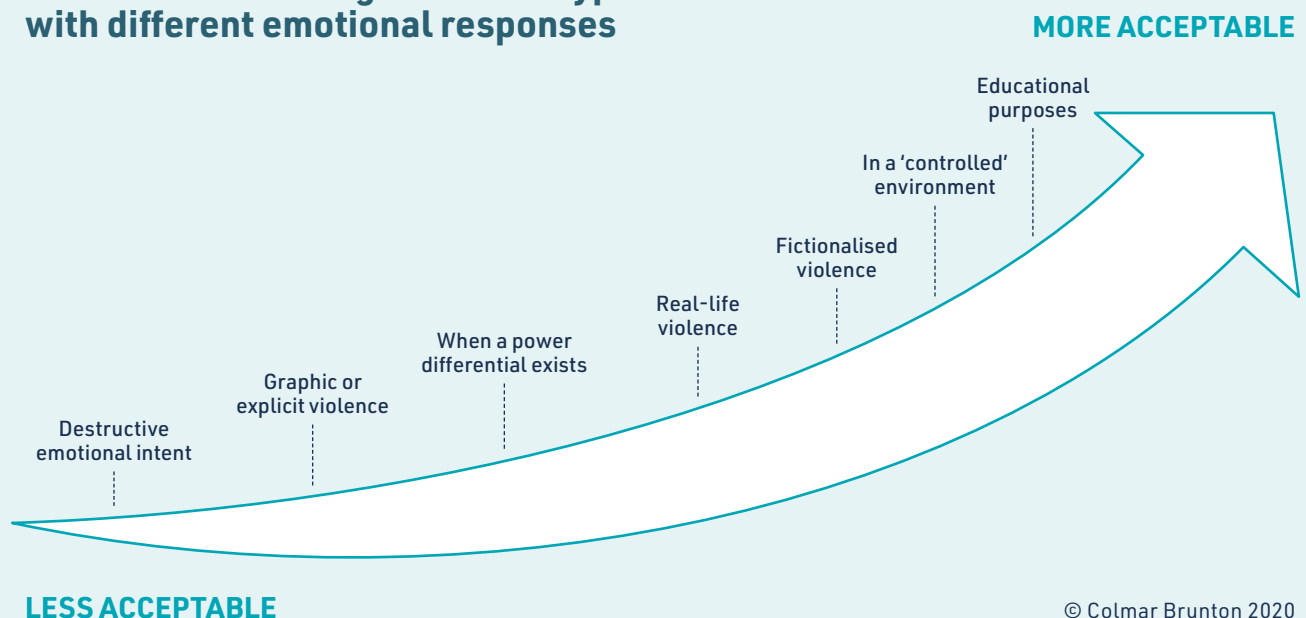 with different emotional responses
MORE ACCEPTABLE
Educational
purposes
In a ‘controlled’
environment
Fictionalised
violence
Real-life
violence
When a power
differential exists
Graphic or
explicit violence
Destructive
emotional intent
LESS ACCEPTABLE
© Colmar Brunton 2020